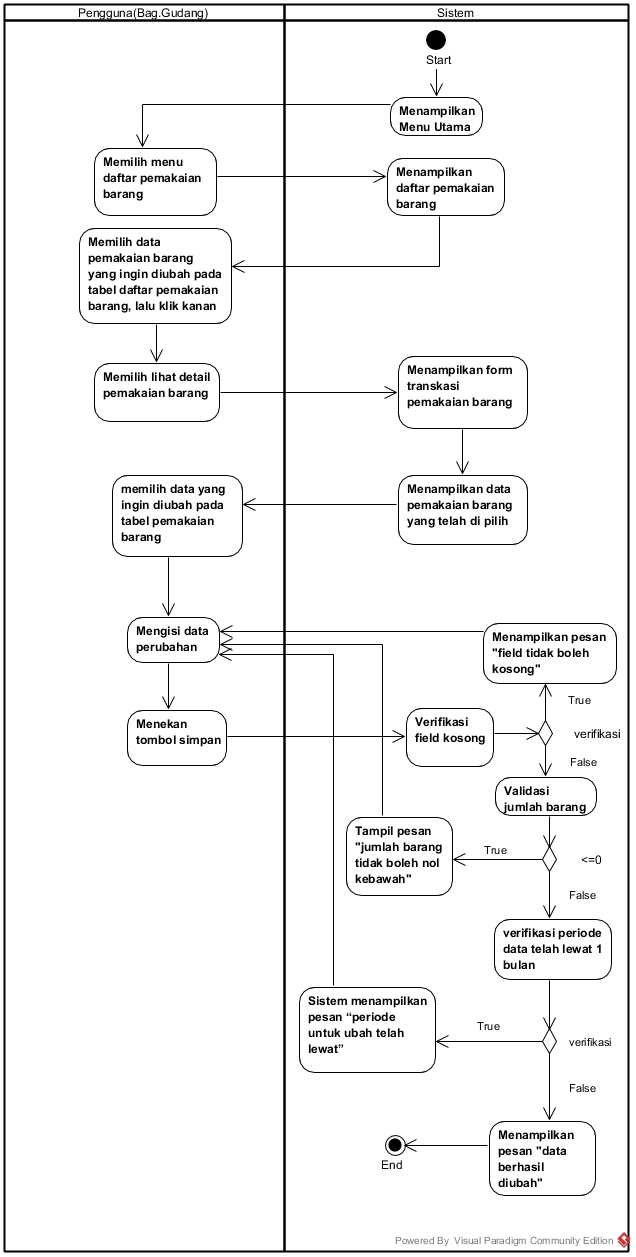 Pengguna(Bag.Gudang)
Sistem
Start
Menampilkan
Menu Utama
Memilih menu
daftar pemakaian
barang
Menampilkan
daftar pemakaian
barang
Memilih data
pemakaian barang
yang ingin diubah pada
tabel daftar pemakaian
barang, lalu klik kanan
Memilih lihat detail
pemakaian barang
Menampilkan form
transkasi
pemakaian barang
Menampilkan data
pemakaian barang
yang telah di pilih
memilih data yang
ingin diubah pada
tabel pemakaian
barang
Mengisi data
perubahan
Menampilkan pesan
"field tidak boleh
kosong"
True
Menekan
tombol simpan
Verifikasi
field kosong
verifikasi
False
Validasi
jumlah barang
Tampil pesan
"jumlah barang
tidak boleh nol
kebawah"
True
<=0
False
verifikasi periode
data telah lewat 1
bulan
Sistem menampilkan
pesan “periode
untuk ubah telah
lewat”
True
verifikasi
False
Menampilkan
pesan "data
berhasil
diubah"
End
Powered By Visual Paradigm Community Edition